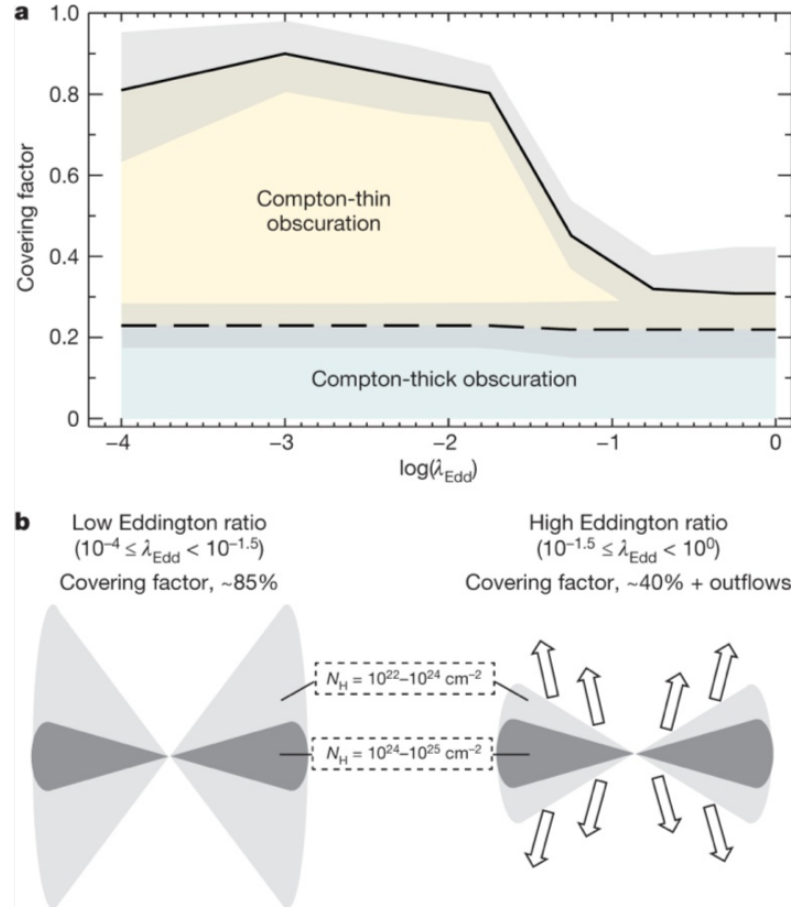 a
1.0
0.8
0.6
0.4
0.2
0
Covering factor
Compton-thin
obscuration
Compton-thick obscuration
−4
−3
−2
−1
0
log(λEdd)
b
Low Eddington ratio
(10⁻⁴ ≤ λEdd < 10⁻¹·⁵)
Covering factor, ~85%
High Eddington ratio
(10⁻¹·⁵ ≤ λEdd < 10⁰)
Covering factor, ~40% + outflows
NH = 10²²–10²⁴ cm⁻²
NH = 10²⁴–10²⁵ cm⁻²